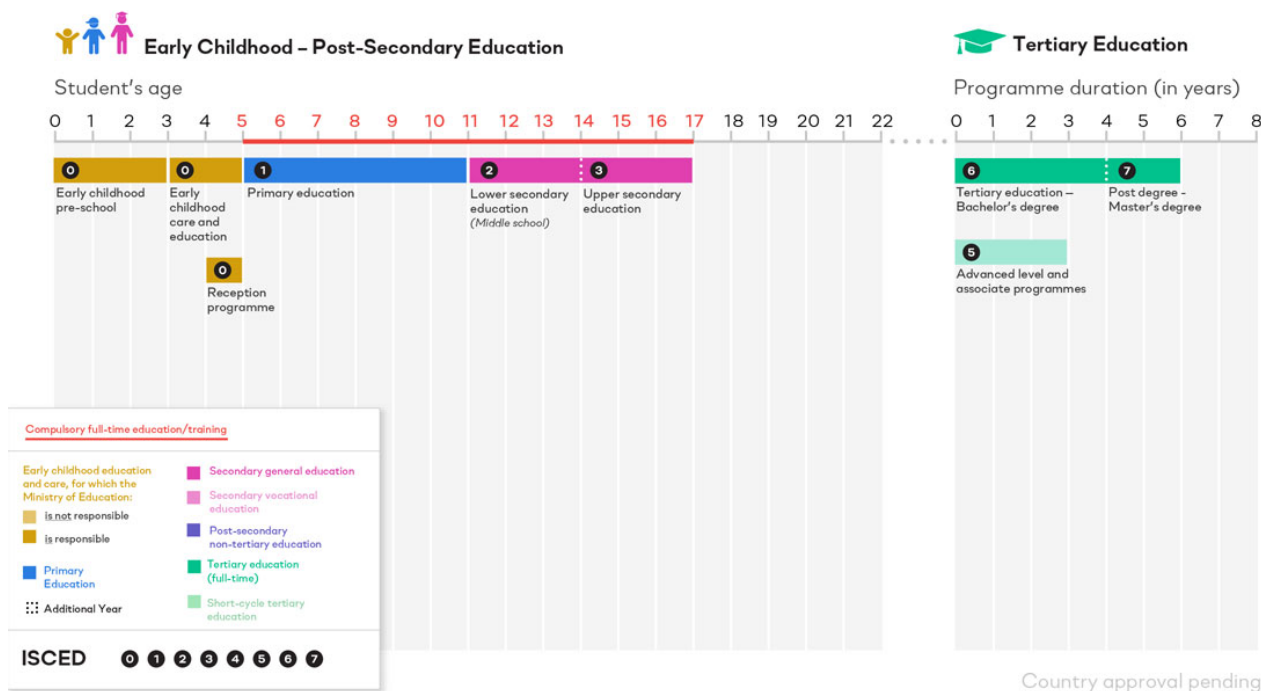 Early Childhood – Post-Secondary Education
Student's age
0 1 2 3 4 5 6 7 8 9 10 11 12 13 14 15 16 17 18 19 20 21 22
0
Early childhood
pre-school
0
Early
childhood
care and
education
0
Reception
programme
1
Primary education
2
Lower secondary
education
(Middle school)
3
Upper secondary
education
Tertiary Education
Programme duration (in years)
0 1 2 3 4 5 6 7 8
6
Tertiary education –
Bachelor's degree
7
Post degree -
Master's degree
5
Advanced level and
associate programmes
Compulsory full-time education/training
Early childhood education
and care, for which the
Ministry of Education:
is not responsible
is responsible
Primary
Education
Additional Year
Secondary general education
Secondary vocational
education
Post-secondary
non-tertiary education
Tertiary education
(full-time)
Short-cycle tertiary
education
ISCED 0 1 2 3 4 5 6 7
Country approval pending